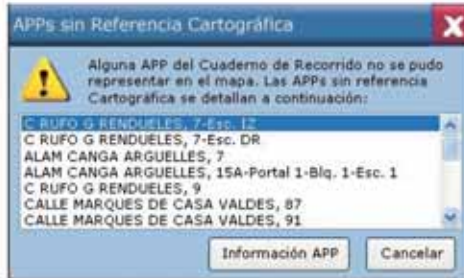 APPs sin Referencia Cartográfica
Alguna APP del Cuaderno de Recorrido no se pudo
representar en el mapa. Las APPs sin referencia
Cartográfica se detallan a continuación:
C RUFO G RENDUELES, 7-Esc. IZ
C RUFO G RENDUELES, 7-Esc. DR
ALAM CANGA ARGUELLES, 7
ALAM CANGA ARGUELLES, 15A-Portal 1-Blq. 1-Esc. 1
C RUFO G RENDUELES, 9
CALLE MARQUES DE CASA VALDES, 87
CALLE MARQUES DE CASA VALDES, 91
Información APP
Cancelar